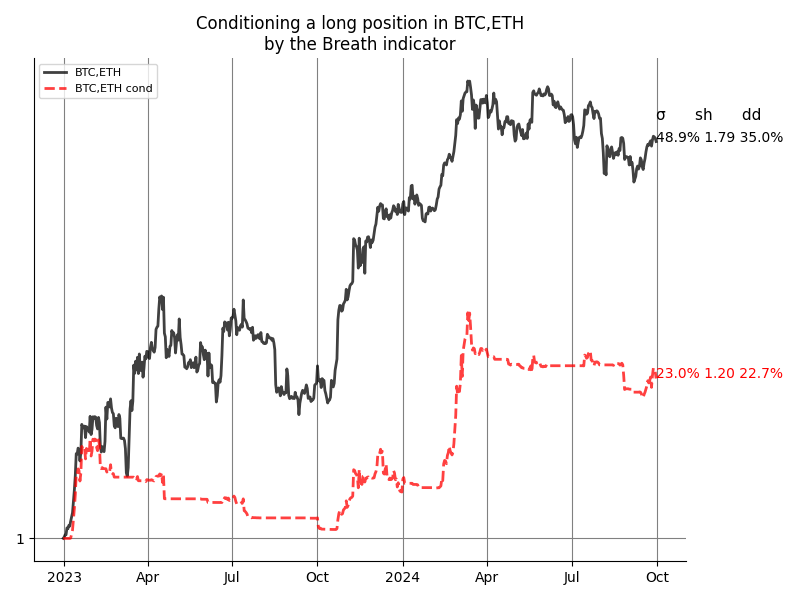 Conditioning a long position in BTC,ETH
by the Breath indicator
BTC,ETH
BTC,ETH cond
σ sh dd
48.9% 1.79 35.0%
23.0% 1.20 22.7%
1
2023 Apr Jul Oct 2024 Apr Jul Oct